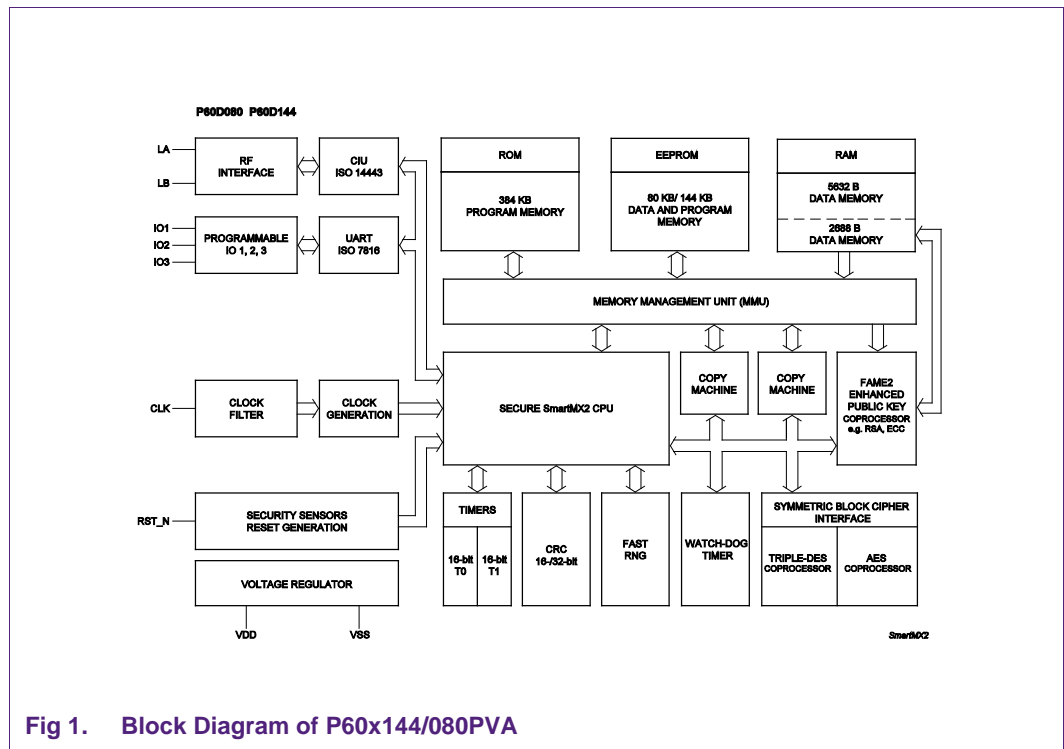 P60D080 P60D144
LA
LB
RF
INTERFACE
CIU
ISO 14443
IO1
IO2
IO3
PROGRAMMABLE
IO 1, 2, 3
UART
ISO 7816
ROM
384 KB
PROGRAM MEMORY
EEPROM
80 KB/ 144 KB
DATA AND PROGRAM
MEMORY
RAM
5632 B
DATA MEMORY
2688 B
DATA MEMORY
MEMORY MANAGEMENT UNIT (MMU)
CLK
CLOCK
FILTER
CLOCK
GENERATION
SECURE SmartMX2 CPU
COPY
MACHINE
COPY
MACHINE
FAME2
ENHANCED
PUBLIC KEY
COPROCESSOR
e.g. RSA, ECC
RST_N
SECURITY SENSORS
RESET GENERATION
TIMERS
16-bit
T0
16-bit
T1
CRC
16-/32-bit
FAST
RNG
WATCH-DOG
TIMER
SYMMETRIC BLOCK CIPHER
INTERFACE
TRIPLE-DES
COPROCESSOR
AES
COPROCESSOR
VOLTAGE REGULATOR
VDD
VSS
SmartMX2
Fig 1. Block Diagram of P60x144/080PVA